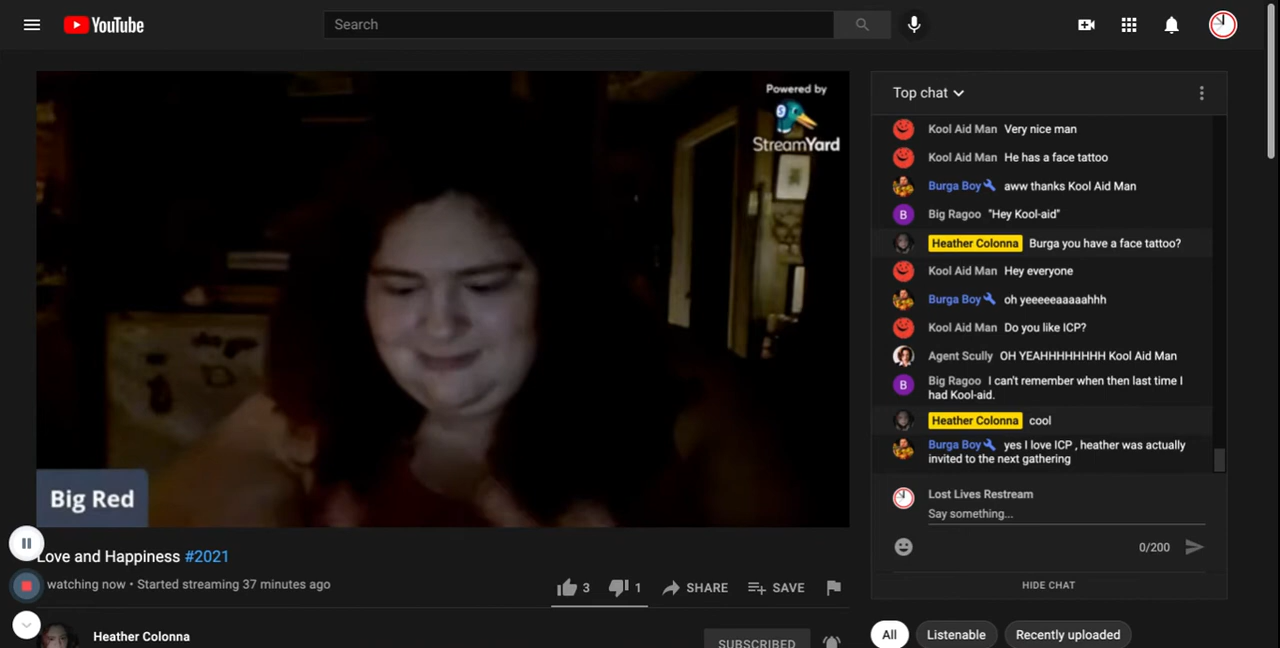 YouTube
Search
Powered by
StreamYard
Big Red
Love and Happiness #2021
watching now • Started streaming 37 minutes ago
3
1
SHARE
SAVE
Heather Colonna
SUBSCRIBED
Top chat
Kool Aid Man Very nice man
Kool Aid Man He has a face tattoo
Burga Boy aww thanks Kool Aid Man
B
Big Ragoo "Hey Kool-aid"
Heather Colonna Burga you have a face tattoo?
Kool Aid Man Hey everyone
Burga Boy oh yeeeeeaaaaahhh
Kool Aid Man Do you like ICP?
Agent Scully OH YEAHHHHHHHH Kool Aid Man
B
Big Ragoo I can't remember when then last time I
had Kool-aid.
Heather Colonna cool
Burga Boy yes I love ICP , heather was actually
invited to the next gathering
Lost Lives Restream
Say something...
0/200
HIDE CHAT
All
Listenable
Recently uploaded